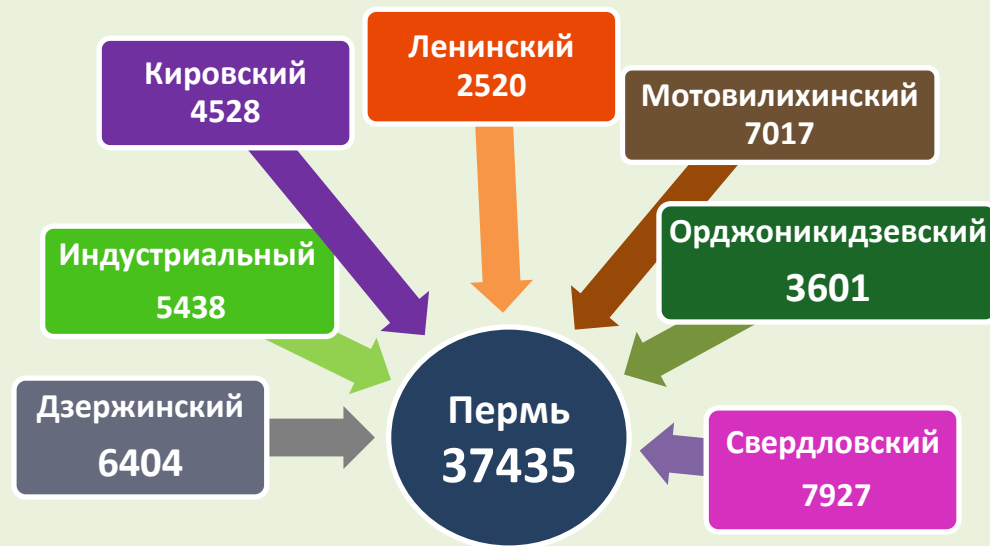 Ленинский
2520
Кировский
4528
Мотовилихинский
7017
Индустриальный
5438
Орджоникидзевский
3601
Дзержинский
6404
Пермь
37435
Свердловский
7927